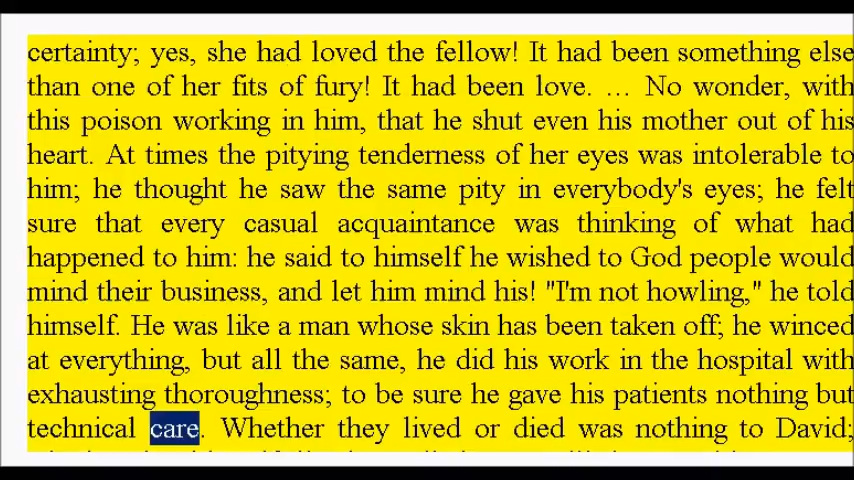 certainty; yes, she had loved the fellow! It had been something else
than one of her fits of fury! It had been love. … No wonder, with
this poison working in him, that he shut even his mother out of his
heart. At times the pitying tenderness of her eyes was intolerable to
him; he thought he saw the same pity in everybody's eyes; he felt
sure that every casual acquaintance was thinking of what had
happened to him: he said to himself he wished to God people would
mind their business, and let him mind his! "I'm not howling," he told
himself. He was like a man whose skin has been taken off; he winced
at everything, but all the same, he did his work in the hospital with
exhausting thoroughness; to be sure he gave his patients nothing but
technical care. Whether they lived or died was nothing to David;